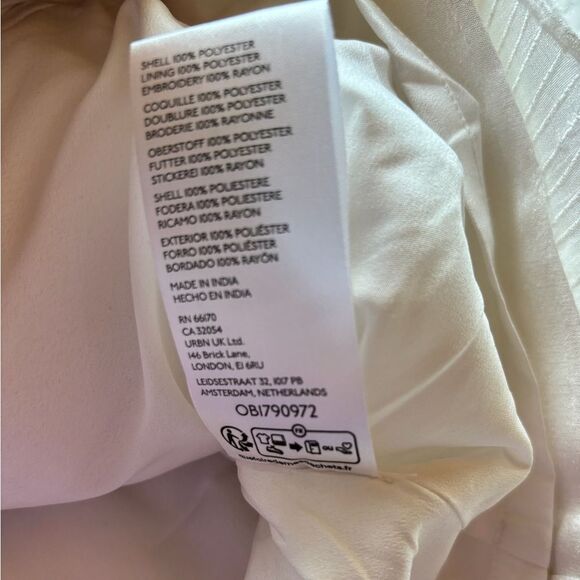 SHELL 100% POLYESTER
LINING 100% POLYESTER
EMBROIDERY 100% RAYON
COQUILLE 100% POLYESTER
DOUBLURE 100% POLYESTER
BRODERIE 100% RAYONNE
OBERSTOFF 100% POLYESTER
FUTTER 100% POLYESTER
STICKEREI 100% RAYON
SHELL 100% POLIESTERE
FODERA 100% POLIESTERE
RICAMO 100% RAYON
EXTERIOR 100% POLIÉSTER
FORRO 100% POLIÉSTER
BORDADO 100% RAYÓN
MADE IN INDIA
HECHO EN INDIA
RN 66170
CA 32054
URBN UK Ltd.
146 Brick Lane,
LONDON, E1 6RU
LEIDSESTRAAT 32, 1017 PB
AMSTERDAM, NETHERLANDS
OB1790972
FR
OU